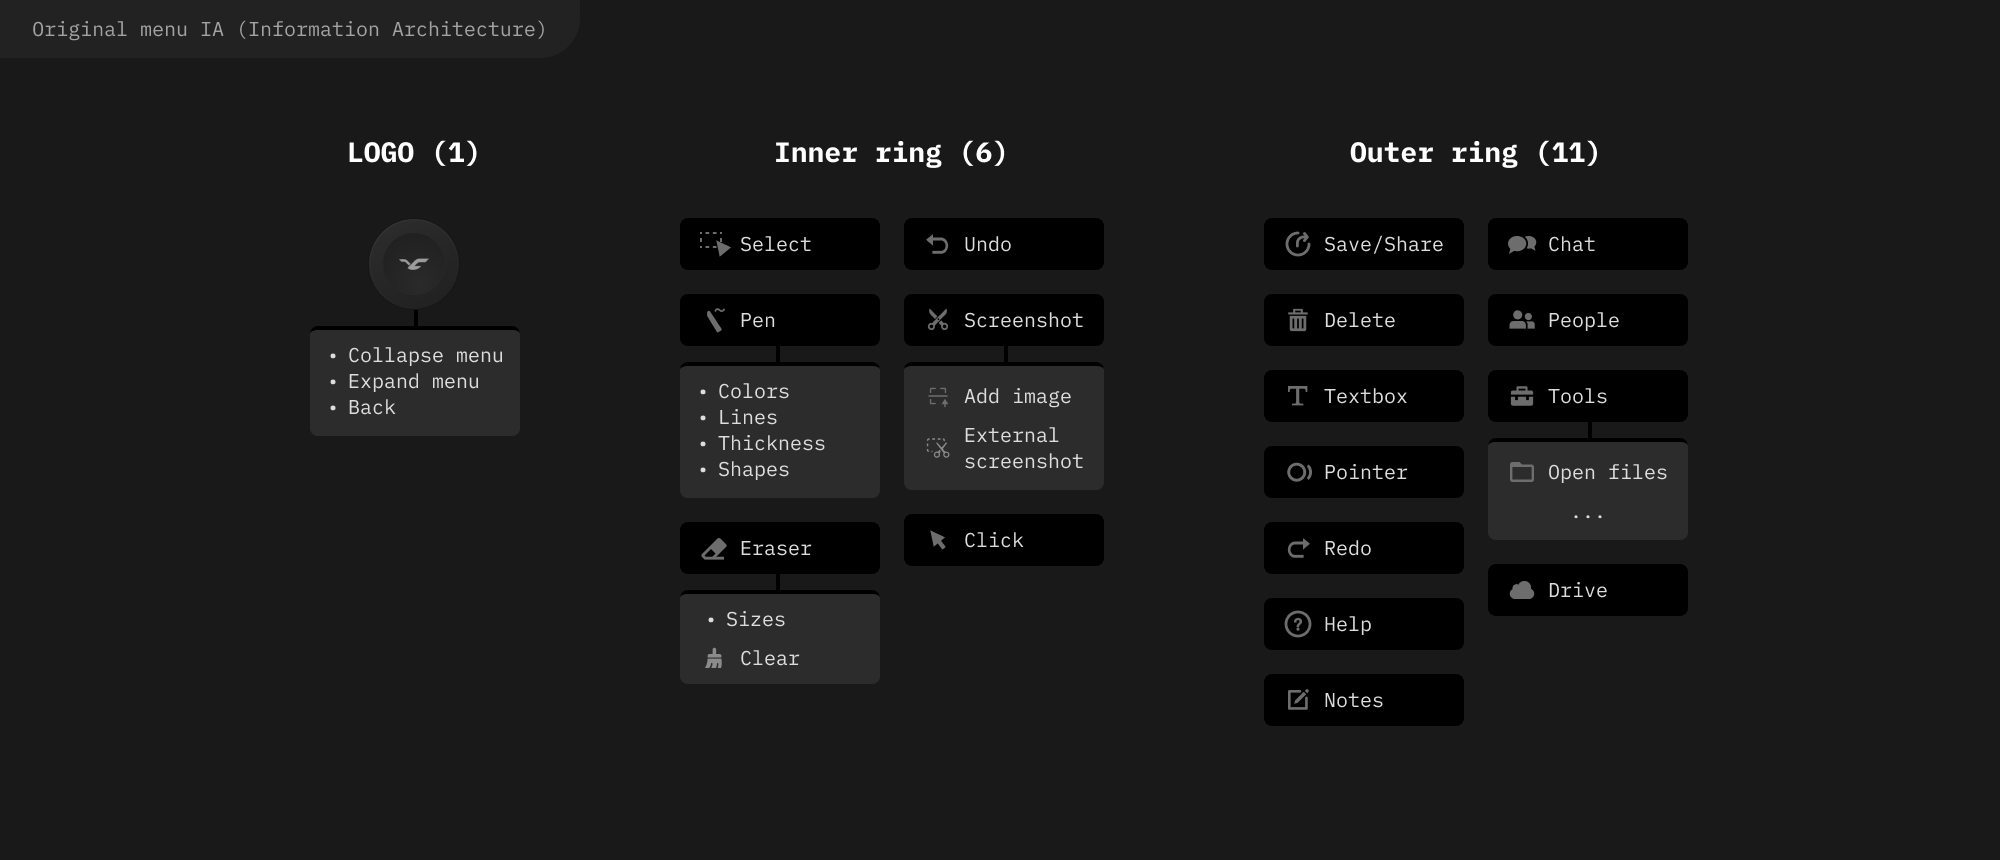 Original menu IA (Information Architecture)
LOGO (1)
• Collapse menu
• Expand menu
• Back
Inner ring (6)
Select
Pen
• Colors
• Lines
• Thickness
• Shapes
Eraser
• Sizes
Clear
Undo
Screenshot
Add image
External
screenshot
Click
Outer ring (11)
Save/Share
Delete
Textbox
Pointer
Redo
Help
Notes
Chat
People
Tools
Open files
...
Drive